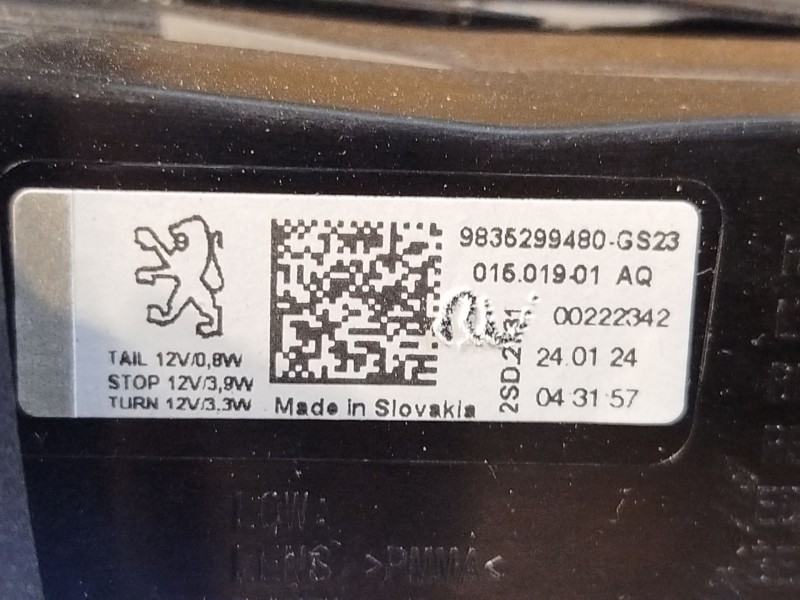 9835299480-GS23
016.019-01 AQ
00222342
24 01 24
04 31 57
TAIL 12V/0,8W
STOP 12V/3,9W
TURN 12V/3,3W
Made in Slovakia
>PMMA<